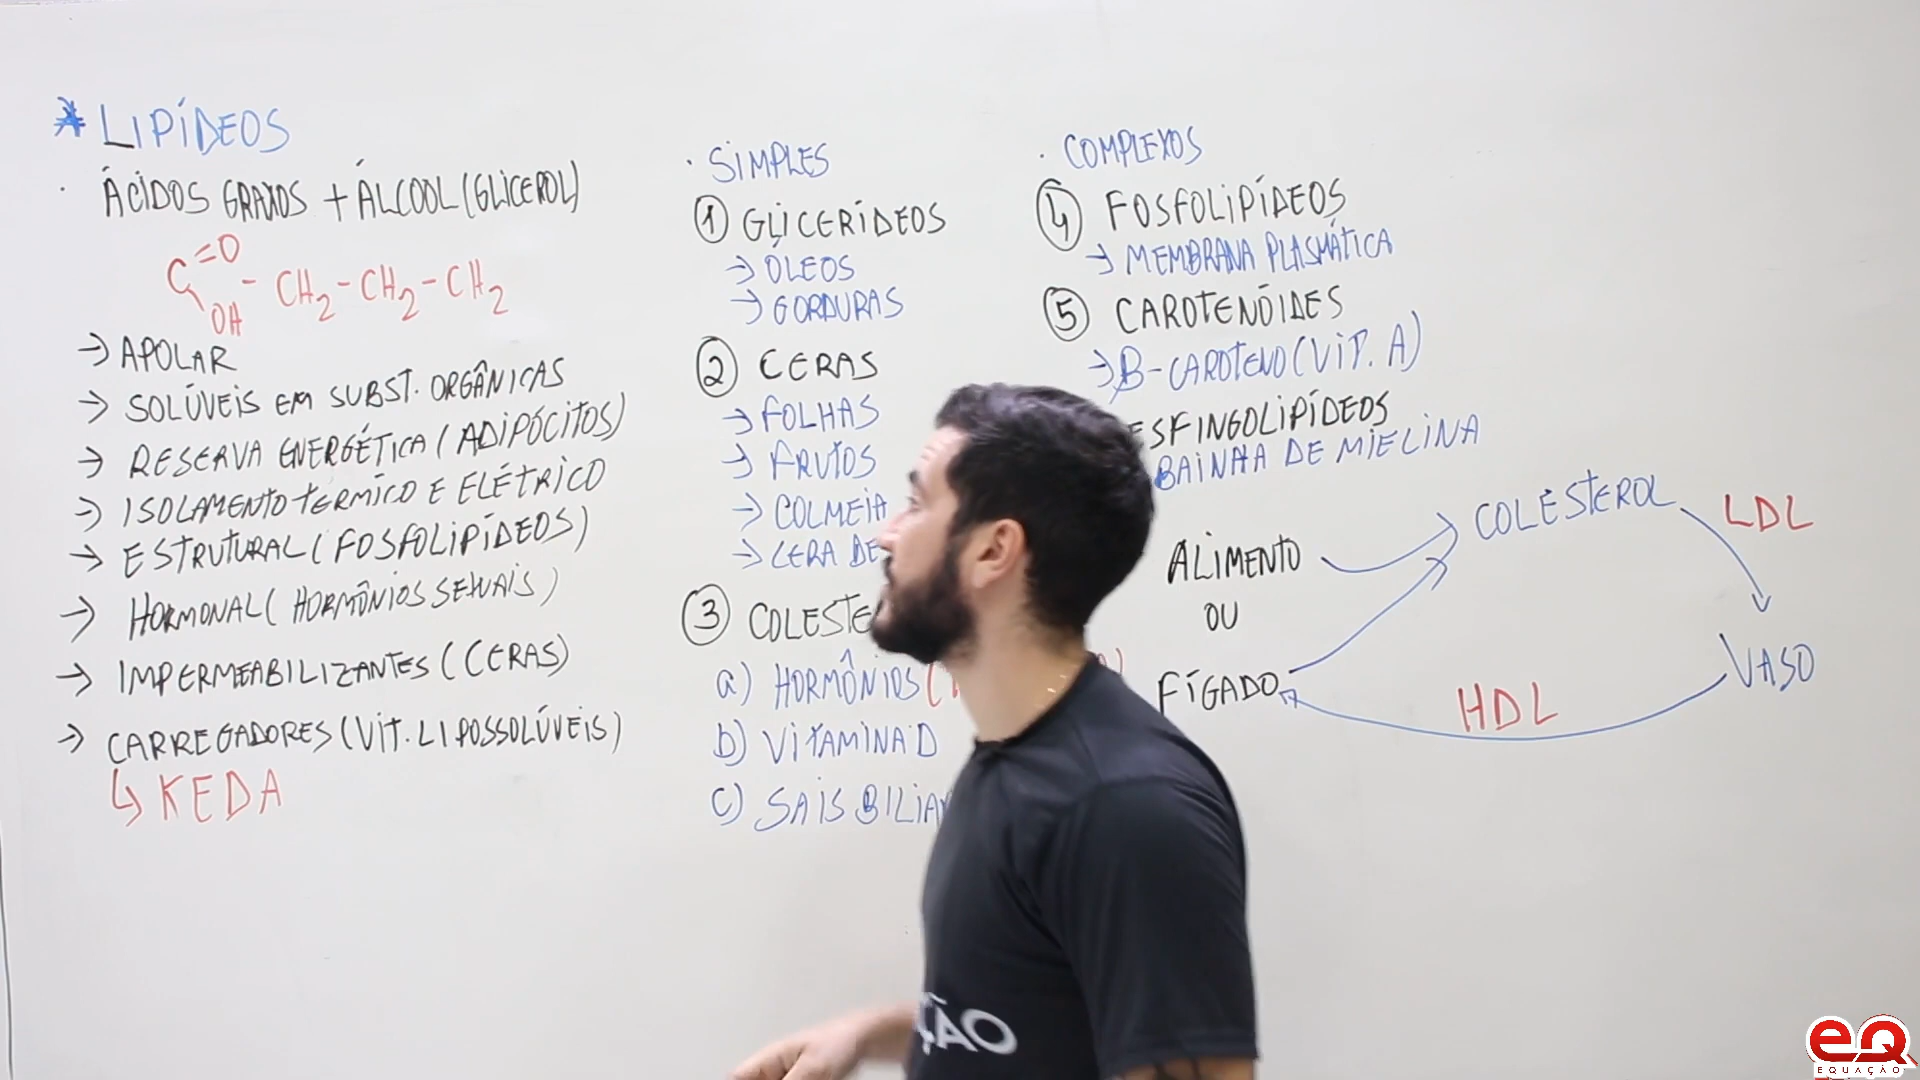 * LIPÍDEOS
· ÁCIDOS GRAXOS + ÁLCOOL (GLICEROL)
C =O OH - CH2 - CH2 - CH2
→ APOLAR
→ SOLÚVEIS EM SUBST. ORGÂNICAS
→ RESERVA ENERGÉTICA (ADIPÓCITOS)
→ ISOLAMENTO TERMICO E ELÉTRICO
→ ESTRUTURAL (FOSFOLIPÍDEOS)
→ HORMONAL (HORMÔNIOS SEXUAIS)
→ IMPERMEABILIZANTES (CERAS)
→ CARREGADORES (VIT. LIPOSSOLÚVEIS)
↳ KEDA
· SIMPLES
① GLICERÍDEOS
→ ÓLEOS
→ GORDURAS
② CERAS
→ FOLHAS
→ FRUTOS
→ COLMEIA
→ CERA DE
③ COLESTE
a) HORMÔNIOS (
b) VITAMINA D
c) SAIS BILIA
· COMPLEXOS
④ FOSFOLIPÍDEOS
→ MEMBRANA PLASMÁTICA
⑤ CAROTENÓIDES
→ B-CAROTENO (VIT. A)
ESFINGOLIPÍDEOS
BAINHA DE MIELINA
COLESTEROL
LDL
ALIMENTO
OU
FÍGADO
HDL
VASO
ÇÃO
eQ
EQUAÇÃO